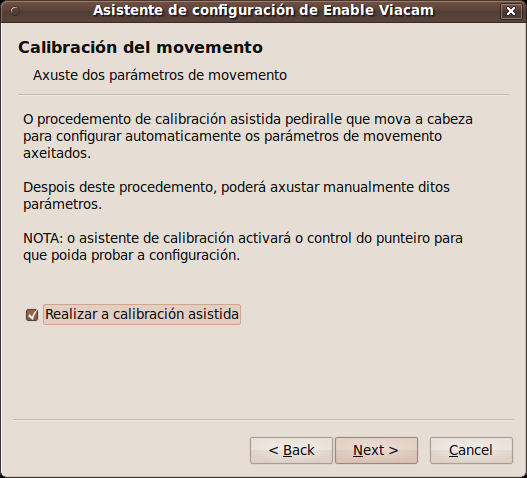 Asistente de configuración de Enable Viacam
Calibración del movemento
Axuste dos parámetros de movemento
O procedemento de calibración asistida pediralle que mova a cabeza
para configurar automaticamente os parámetros de movemento
axeitados.
Despois deste procedemento, poderá axustar manualmente ditos
parámetros.
NOTA: o asistente de calibración activará o control do punteiro para
que poida probar a configuración.
Realizar a calibración asistida
< Back
Next >
Cancel